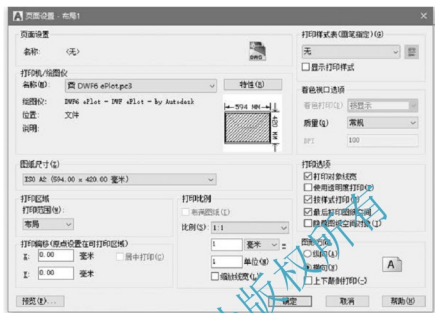 页面设置 - 布局1
页面设置
名称: <无>
打印机/绘图仪
名称(M): DWF6 ePlot.pc3
特性(R)
绘图仪: DWF6 ePlot - DWF ePlot - by Autodesk
位置: 文件
说明:
594 MM
420
图纸尺寸(Z)
ISO A2 (594.00 x 420.00 毫米)
打印区域
打印范围(W):
布局
打印偏移(原点设置在可打印区域)
X: 0.00 毫米
居中打印(C)
Y: 0.00 毫米
打印比例
布满图纸(I)
比例(S): 1:1
1 毫米 =
1 单位(N)
缩放线宽(L)
打印样式表(画笔指定)(G)
无
显示打印样式
着色视口选项
着色打印(D) 按显示
质量(Q) 常规
DPI 100
打印选项
打印对象线宽
使用透明度打印(T)
按样式打印(E)
最后打印图纸空间
隐藏图纸空间对象(J)
图形方向
纵向(A)
横向(N)
上下颠倒打印(-)
A
预览(P)...
确定
取消
帮助(H)
版权所有